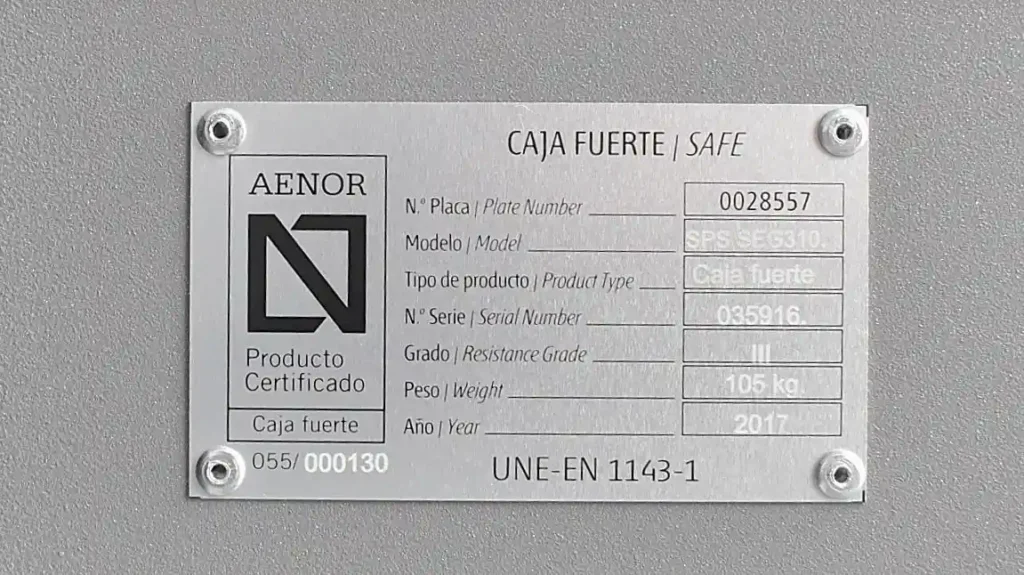 AENOR
Producto
Certificado
Caja fuerte
055/ 000130
CAJA FUERTE | SAFE
N.º Placa | Plate Number 0028557
Modelo | Model SPS SEG310.
Tipo de producto | Product Type Caja fuerte
N.º Serie | Serial Number 035916.
Grado | Resistance Grade III
Peso | Weight 105 kg.
Año | Year 2017
UNE-EN 1143-1